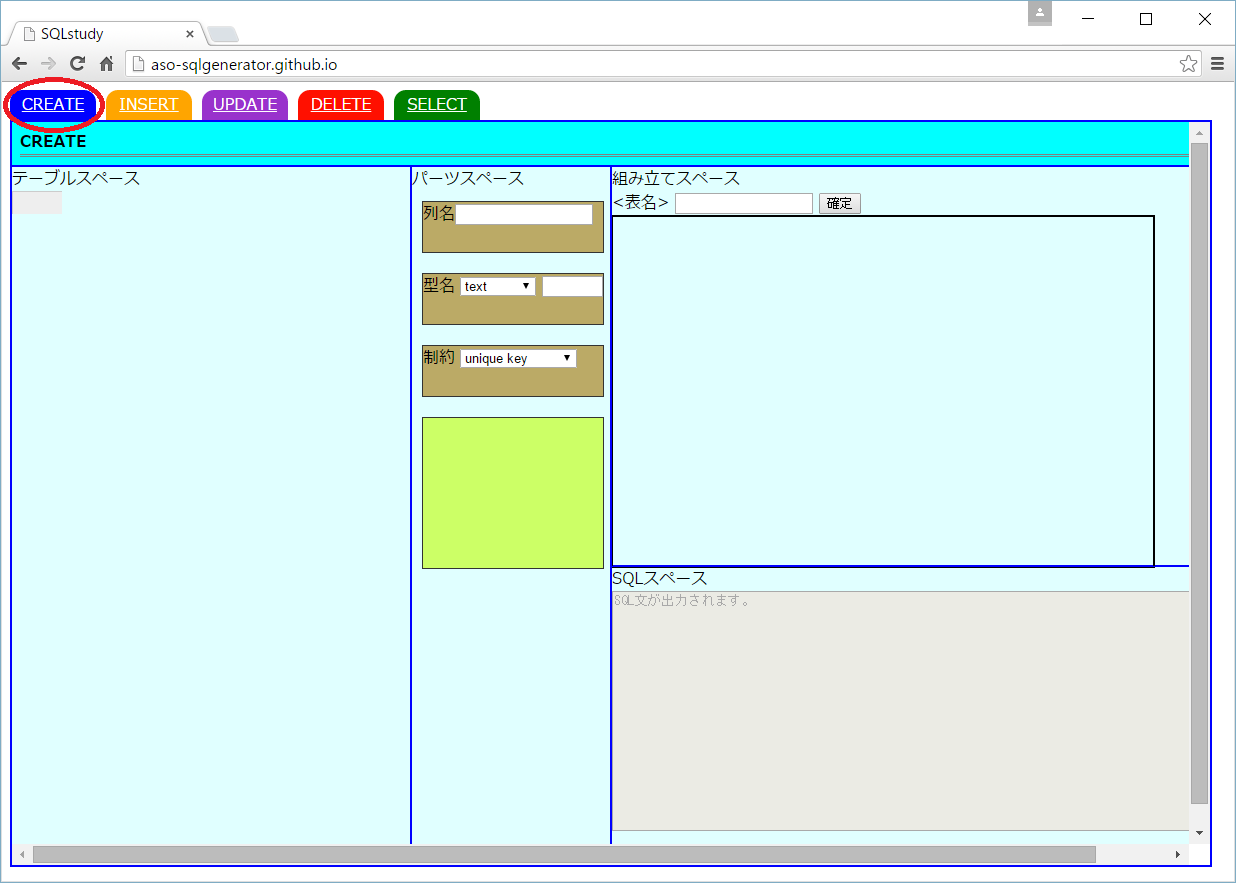 SQLstudy
aso-sqlgenerator.github.io
CREATE INSERT UPDATE DELETE SELECT
CREATE
テーブルスペース
パーツスペース
列名
型名 text
制約 unique key
組み立てスペース
<表名> 確定
SQLスペース
SQL文が出力されます。